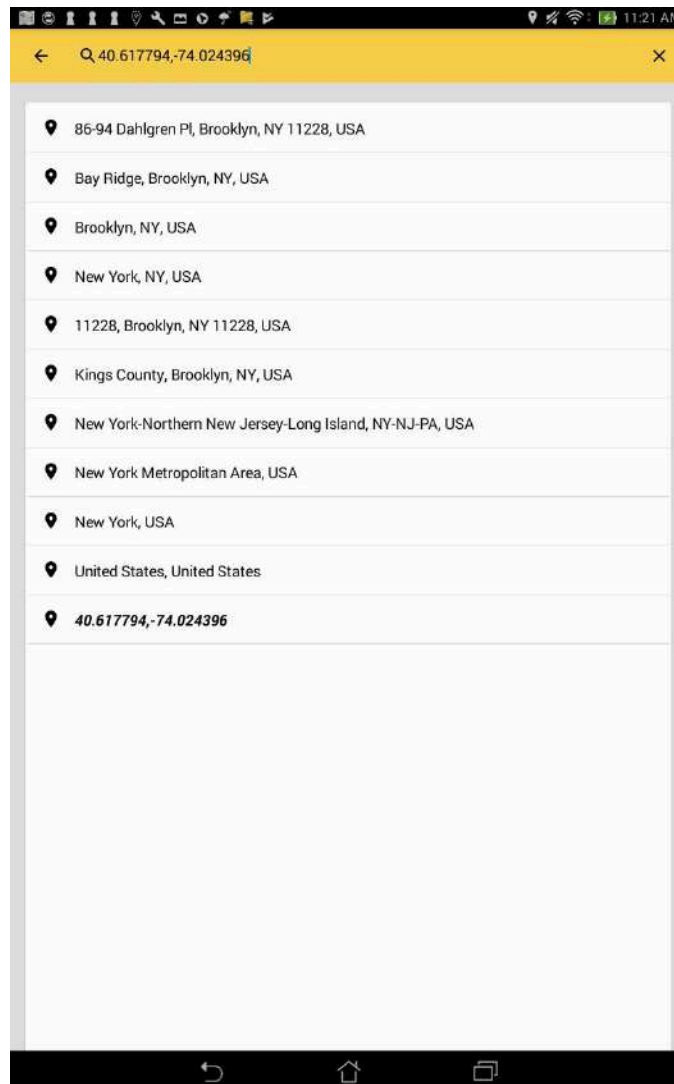 11:21 AM
40.617794,-74.024396
86-94 Dahlgren Pl, Brooklyn, NY 11228, USA
Bay Ridge, Brooklyn, NY, USA
Brooklyn, NY, USA
New York, NY, USA
11228, Brooklyn, NY 11228, USA
Kings County, Brooklyn, NY, USA
New York-Northern New Jersey-Long Island, NY-NJ-PA, USA
New York Metropolitan Area, USA
New York, USA
United States, United States
40.617794,-74.024396